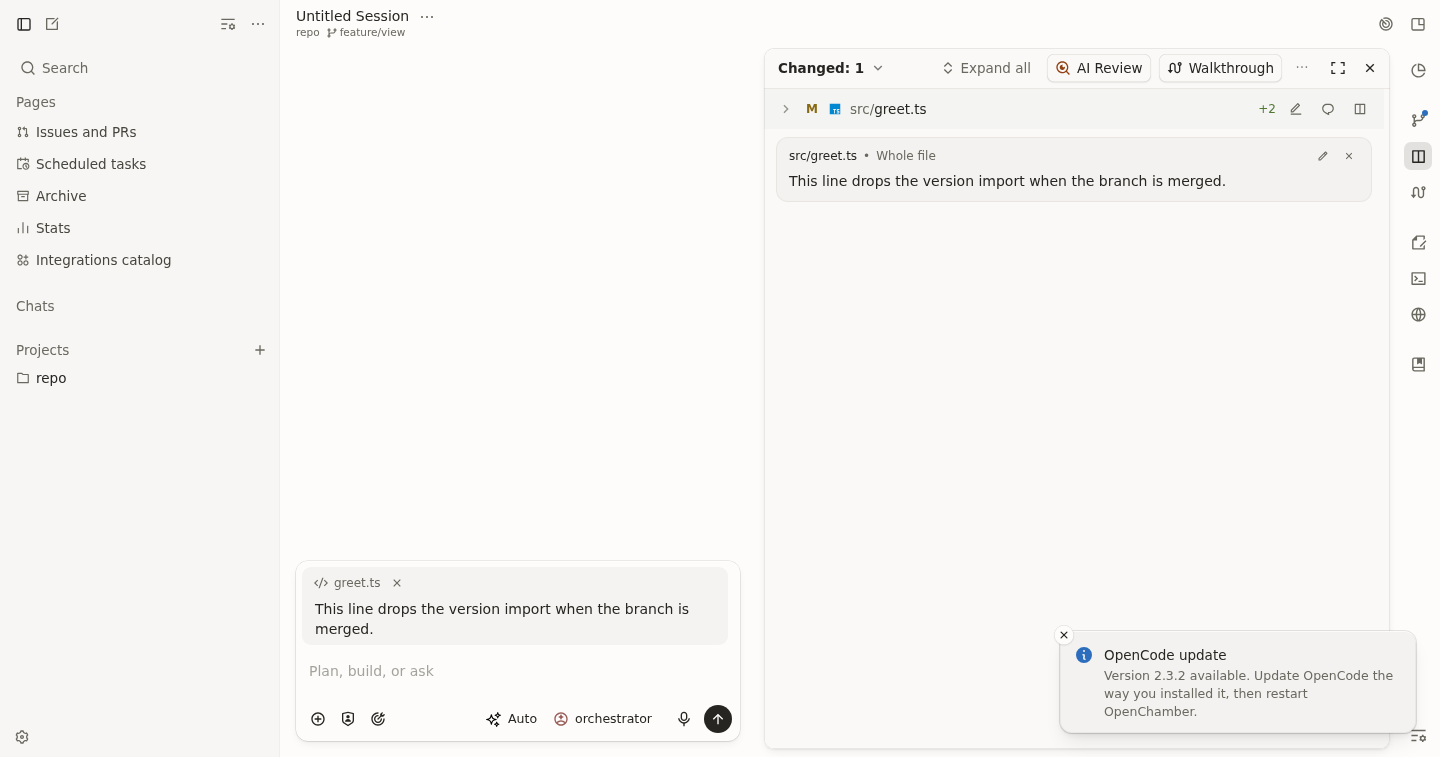 Untitled Session
repo feature/view
Search
Pages
Issues and PRs
Scheduled tasks
Archive
Stats
Integrations catalog
Chats
Projects
repo
Changed: 1
Expand all
AI Review
Walkthrough
M TS src/greet.ts +2
src/greet.ts • Whole file
This line drops the version import when the branch is merged.
greet.ts
This line drops the version import when the branch is
merged.
Plan, build, or ask
Auto
orchestrator
OpenCode update
Version 2.3.2 available. Update OpenCode the
way you installed it, then restart
OpenChamber.